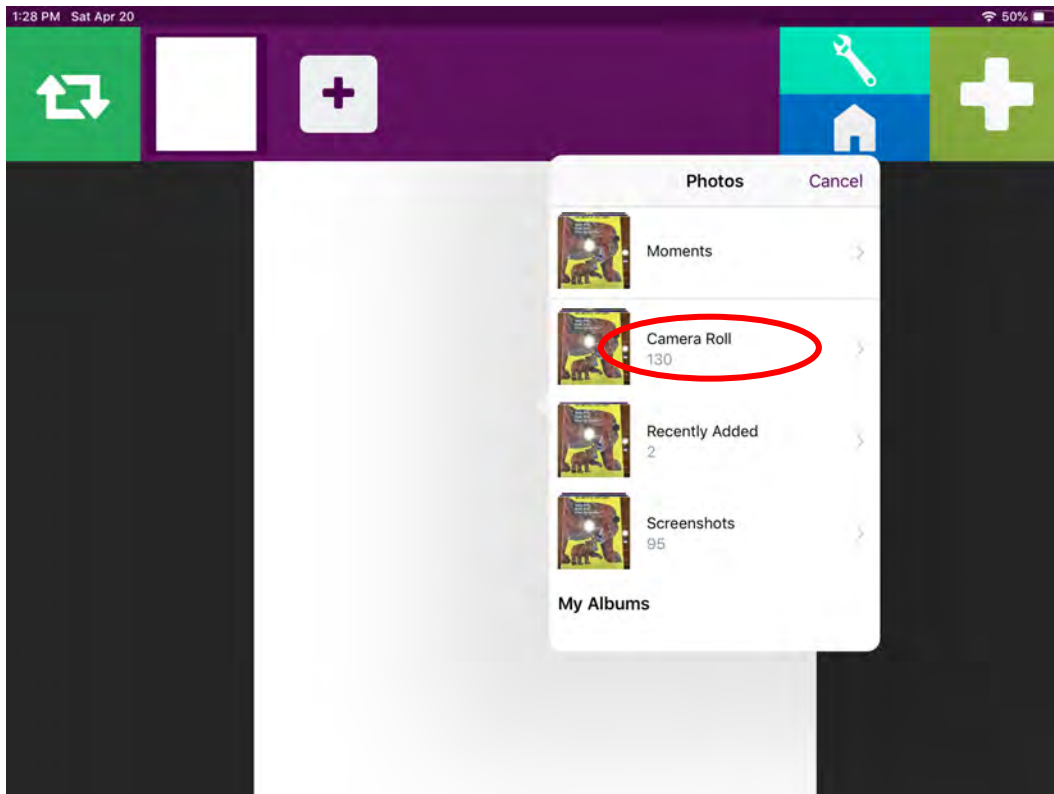 1:28 PM Sat Apr 20
50%
Photos
Cancel
Moments
Camera Roll
130
Recently Added
2
Screenshots
95
My Albums